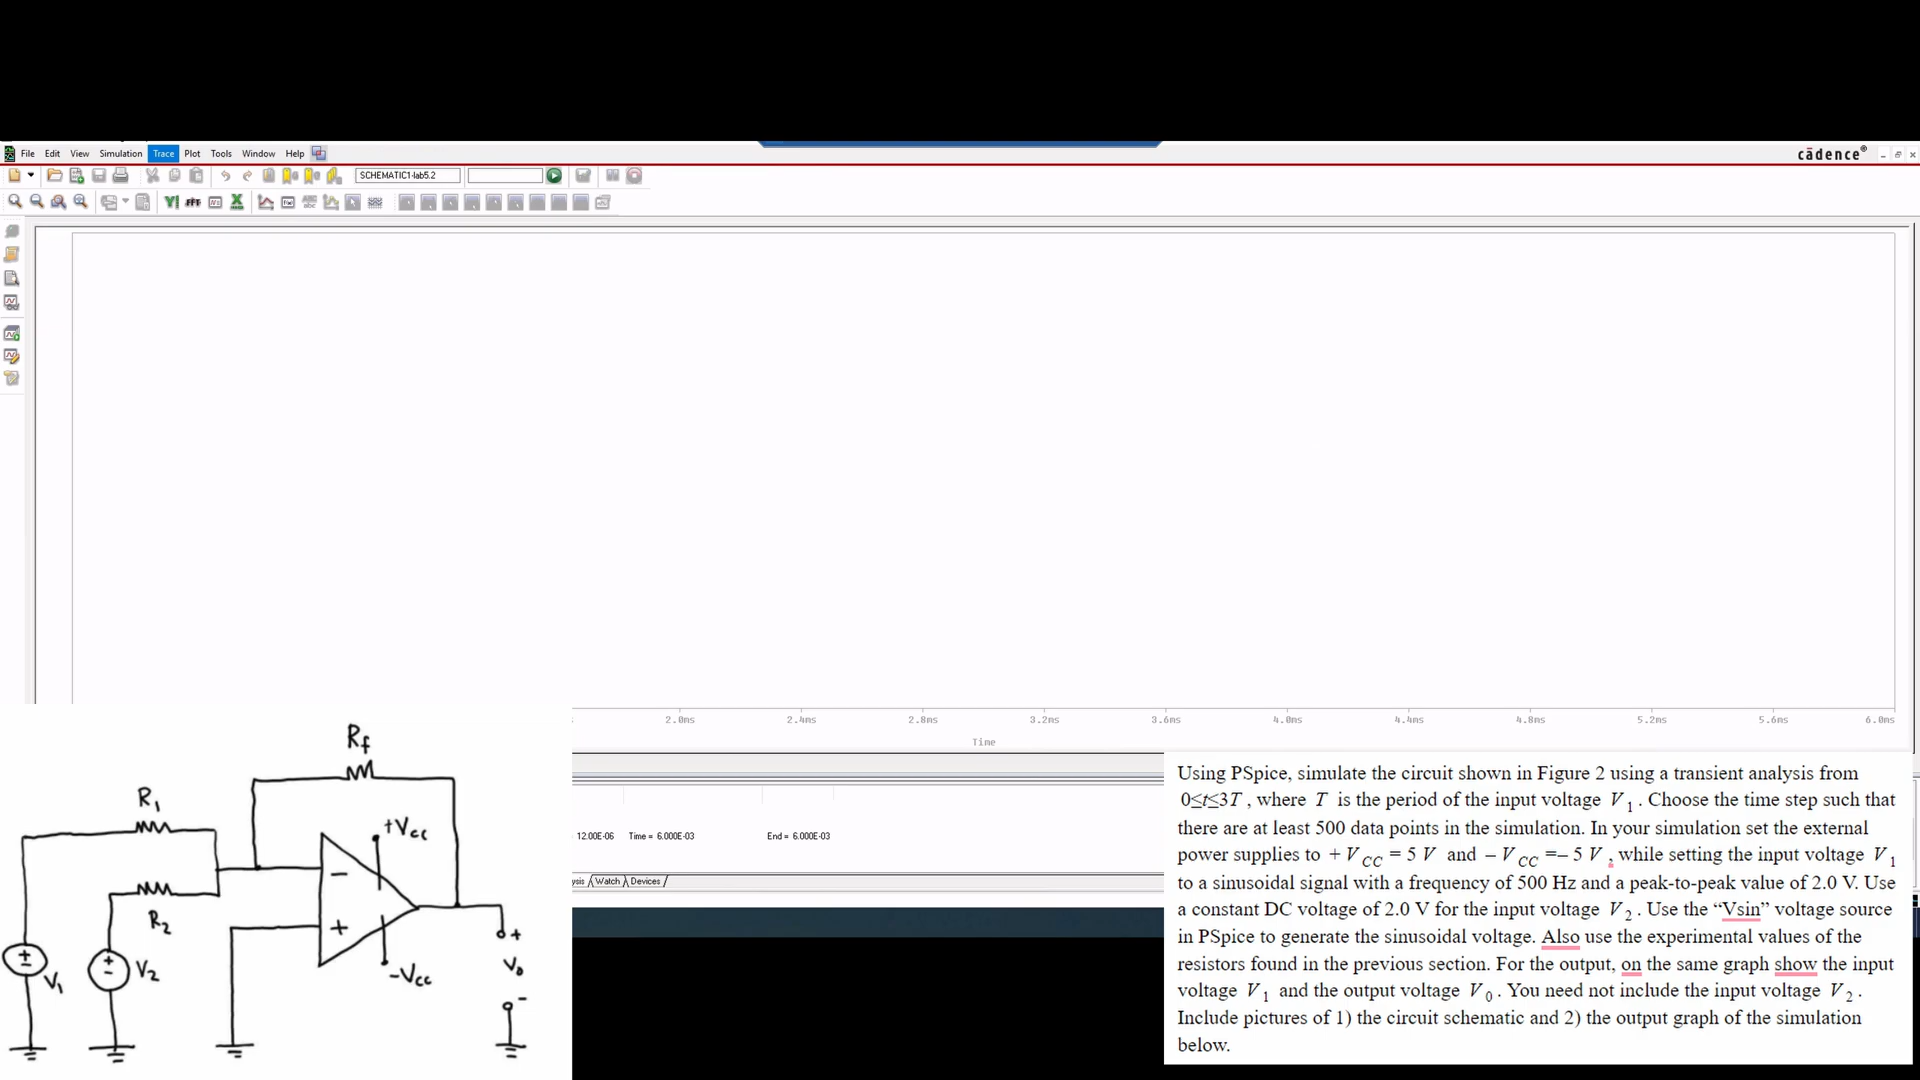 File Edit View Simulation Trace Plot Tools Window Help
cādence®
SCHEMATIC1-lab5.2
2.0ms 2.4ms 2.8ms 3.2ms 3.6ms 4.0ms 4.4ms 4.8ms 5.2ms 5.6ms 6.0ms
Time
12.00E-06 Time = 6.000E-03 End = 6.000E-03
Watch Devices
Rf
R1
+Vcc
R2
V1
V2
-Vcc
+
Vo
-
Using PSpice, simulate the circuit shown in Figure 2 using a transient analysis from
0≤t≤3T , where T is the period of the input voltage V1 . Choose the time step such that
there are at least 500 data points in the simulation. In your simulation set the external
power supplies to + VCC = 5 V and − VCC =− 5 V , while setting the input voltage V1
to a sinusoidal signal with a frequency of 500 Hz and a peak-to-peak value of 2.0 V. Use
a constant DC voltage of 2.0 V for the input voltage V2 . Use the “Vsin” voltage source
in PSpice to generate the sinusoidal voltage. Also use the experimental values of the
resistors found in the previous section. For the output, on the same graph show the input
voltage V1 and the output voltage V0 . You need not include the input voltage V2 .
Include pictures of 1) the circuit schematic and 2) the output graph of the simulation
below.